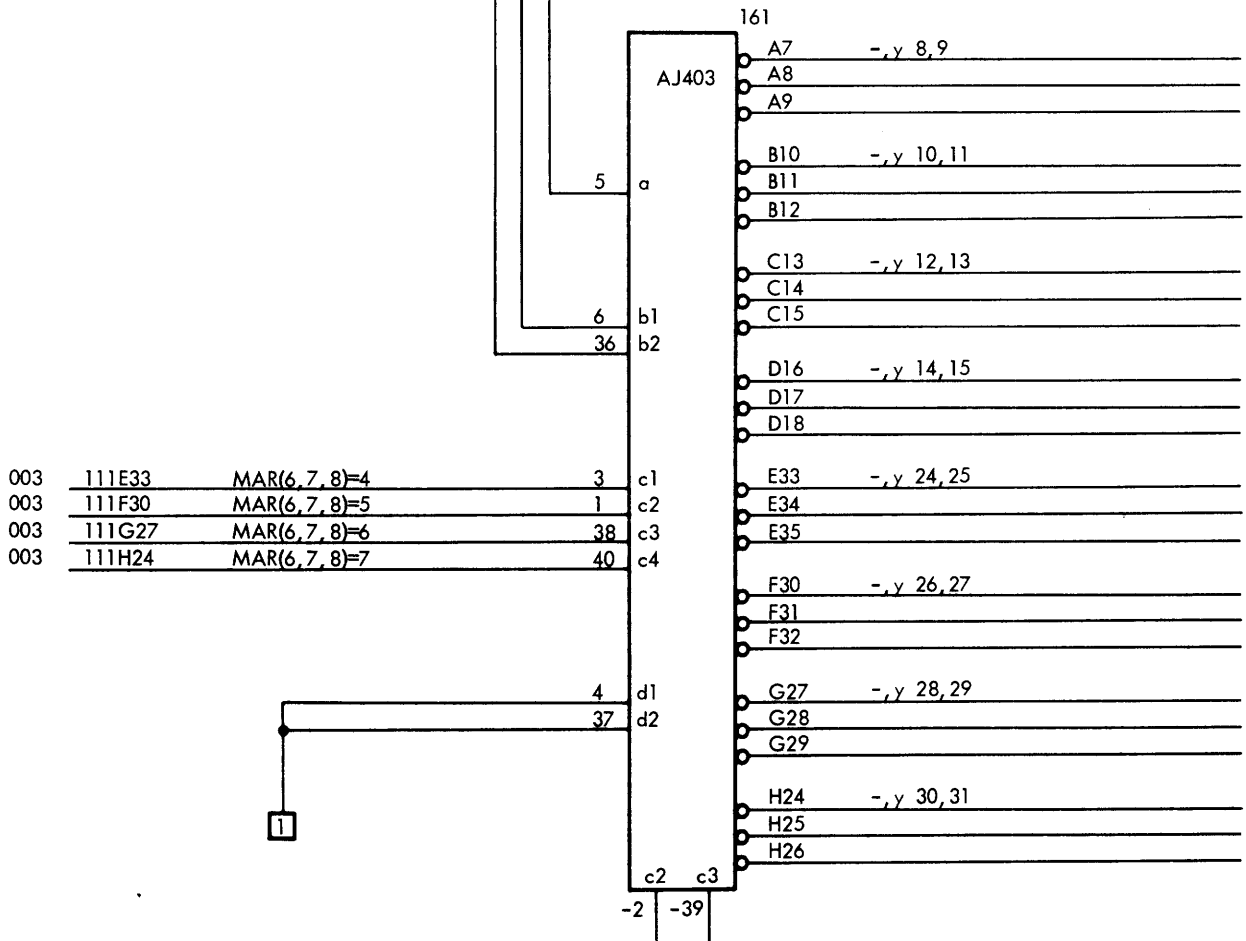 161
AJ403
A7 -,y 8,9
A8
A9
B10 -,y 10,11
5 a B11
B12
C13 -,y 12,13
C14
6 b1 C15
36 b2
D16 -,y 14,15
D17
D18
003 111E33 MAR(6,7,8)=4 3 c1 E33 -,y 24,25
003 111F30 MAR(6,7,8)=5 1 c2 E34
003 111G27 MAR(6,7,8)=6 38 c3 E35
003 111H24 MAR(6,7,8)=7 40 c4
F30 -,y 26,27
F31
F32
4 d1 G27 -,y 28,29
37 d2 G28
G29
H24 -,y 30,31
1 H25
H26
c2 c3
-2 -39